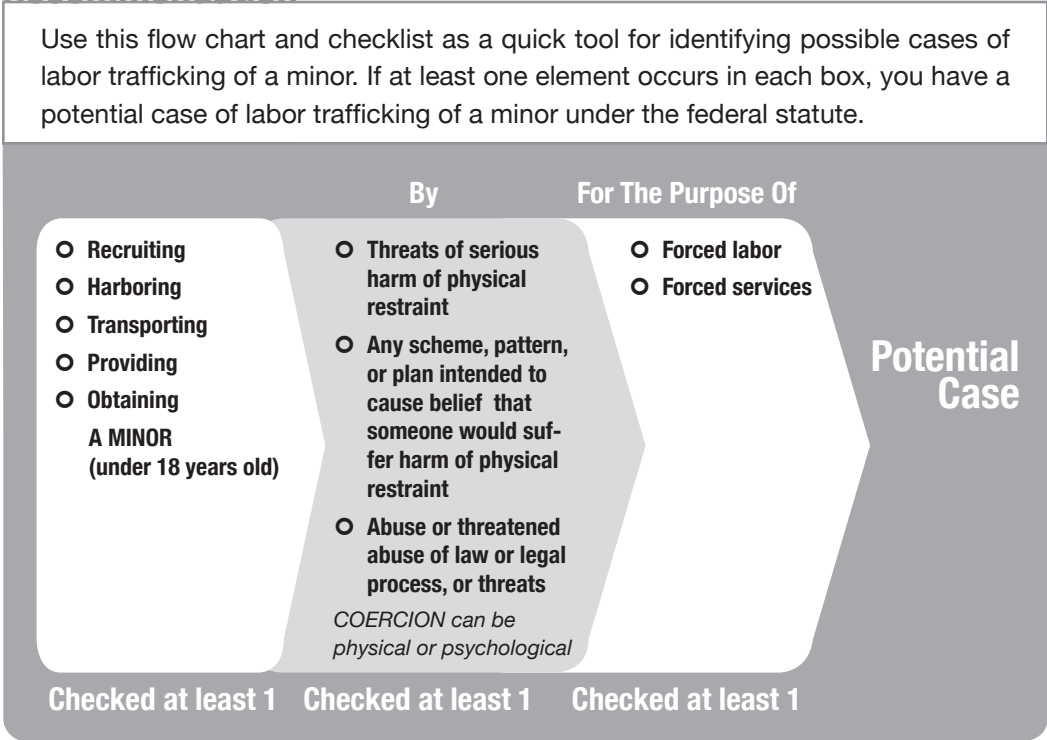 Use this flow chart and checklist as a quick tool for identifying possible cases of
labor trafficking of a minor. If at least one element occurs in each box, you have a
potential case of labor trafficking of a minor under the federal statute.
By
For The Purpose Of
Recruiting
Harboring
Transporting
Providing
Obtaining
A MINOR
(under 18 years old)
Threats of serious
harm of physical
restraint
Any scheme, pattern,
or plan intended to
cause belief that
someone would suf-
fer harm of physical
restraint
Abuse or threatened
abuse of law or legal
process, or threats
COERCION can be
physical or psychological
Forced labor
Forced services
Potential
Case
Checked at least 1
Checked at least 1
Checked at least 1